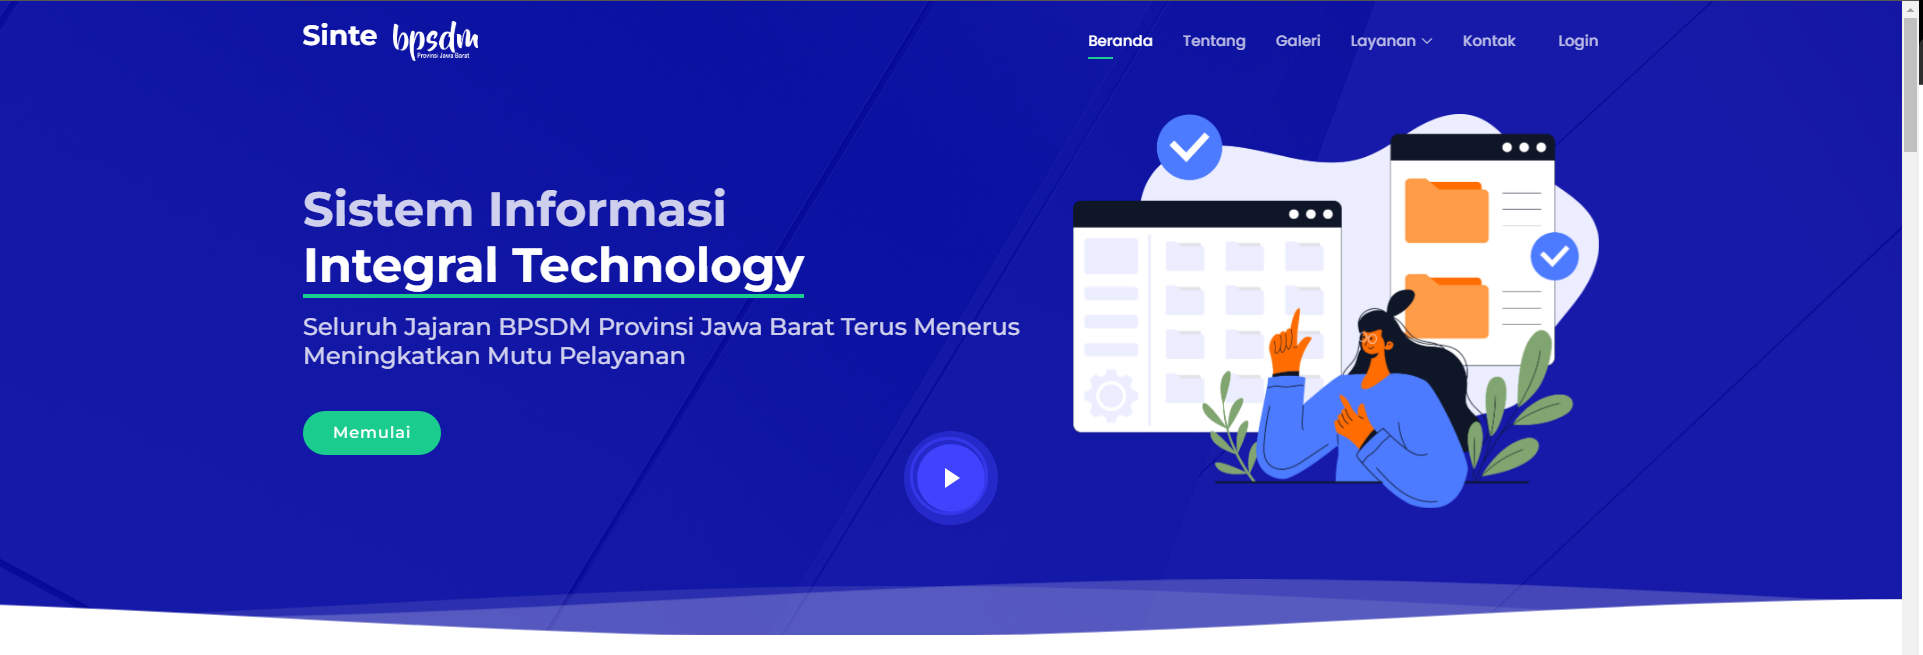 Sinte bpsdm
Provinsi Jawa Barat
Beranda Tentang Galeri Layanan Kontak Login
Sistem Informasi
Integral Technology
Seluruh Jajaran BPSDM Provinsi Jawa Barat Terus Menerus
Meningkatkan Mutu Pelayanan
Memulai